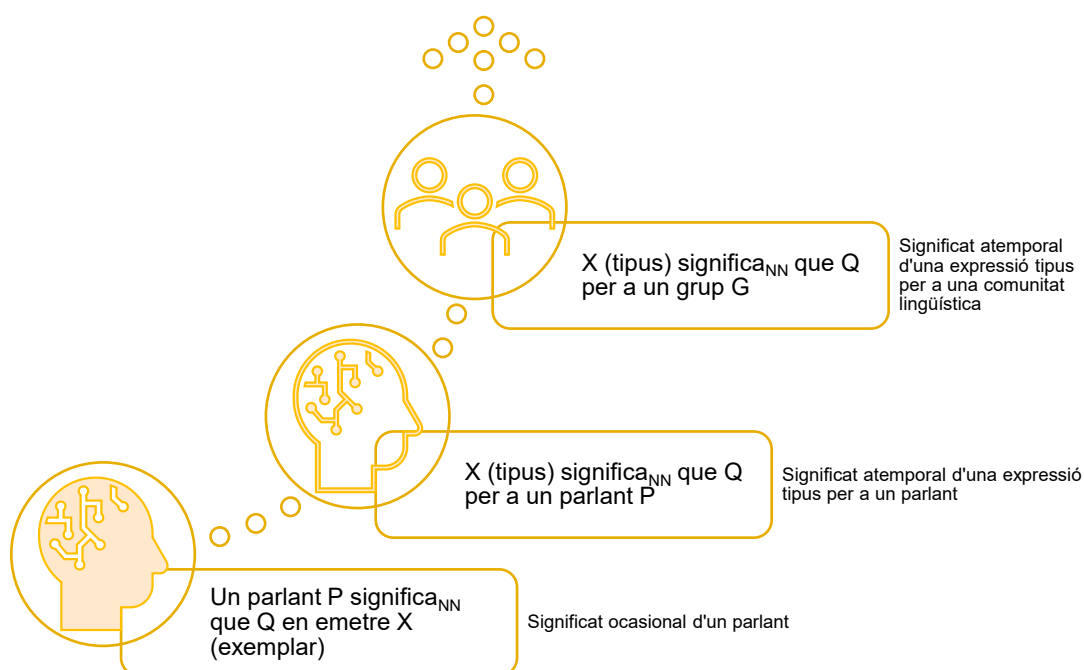 X (tipus) significaNN que Q
per a un grup G
Significat atemporal
d'una expressió tipus
per a una comunitat
lingüística
X (tipus) significaNN que Q
per a un parlant P
Significat atemporal d'una expressió
tipus per a un parlant
Un parlant P significaNN
que Q en emetre X
(exemplar)
Significat ocasional d'un parlant